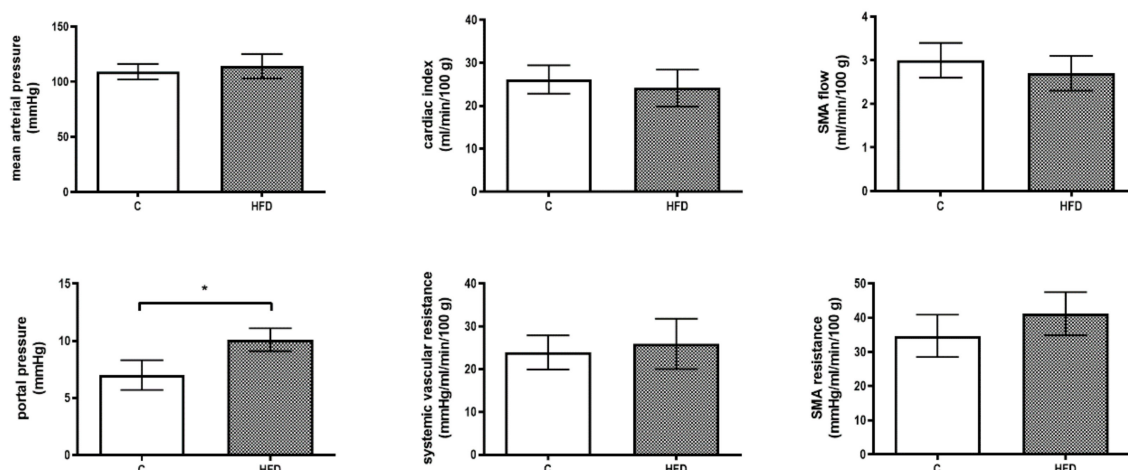 mean arterial pressure
(mmHg)
150
100
50
0
C HFD
cardiac index
(ml/min/100 g)
40
30
20
10
0
C HFD
SMA flow
(ml/min/100 g)
4
3
2
1
0
C HFD
portal pressure
(mmHg)
15
10
5
0
*
C HFD
systemic vascular resistance
(mmHg/ml/min/100 g)
40
30
20
10
0
C HFD
SMA resistance
(mmHg/ml/min/100 g)
50
40
30
20
10
0
C HFD